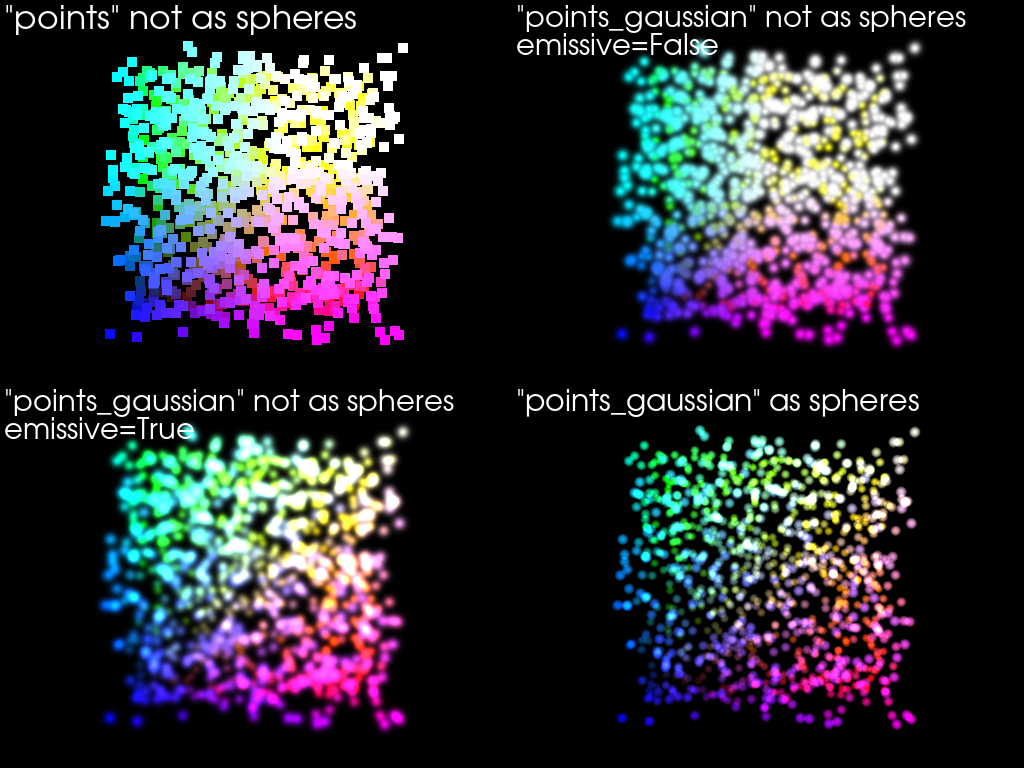 "points" not as spheres
"points_gaussian" not as spheres
emissive=False
"points_gaussian" not as spheres
emissive=True
"points_gaussian" as spheres